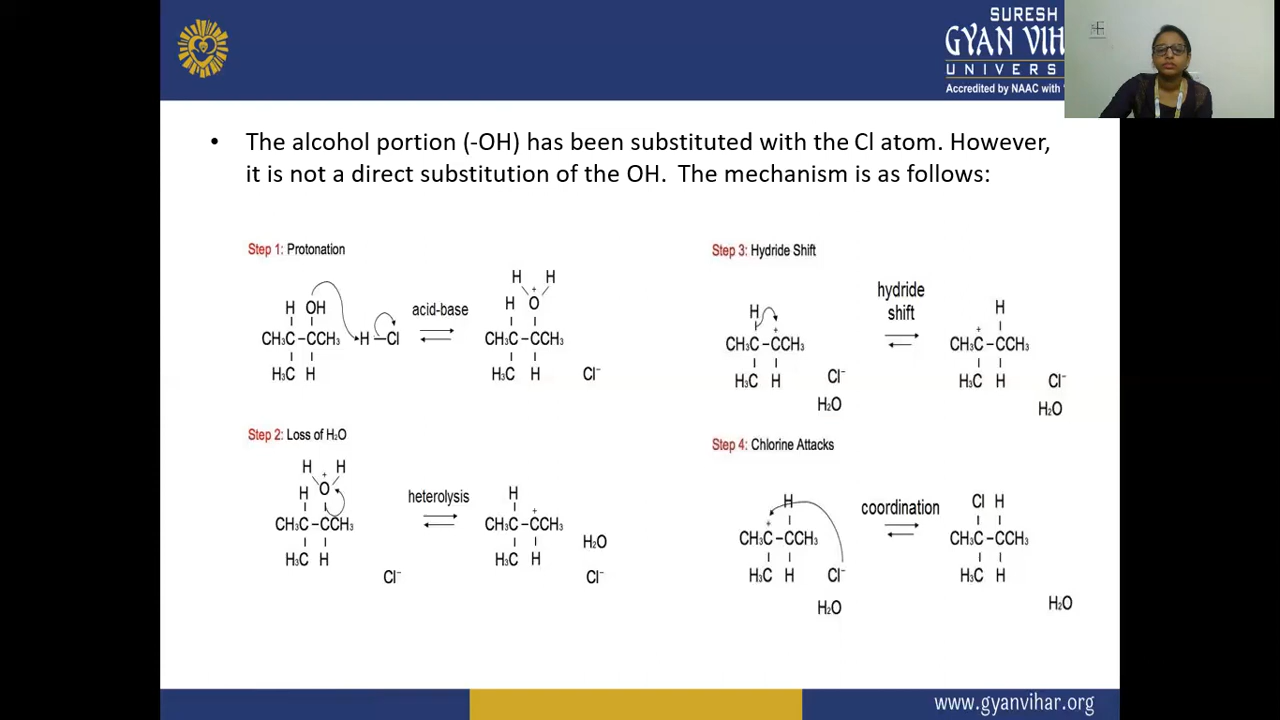 SURESH
GYAN VIH
UNIVERS
Accredited by NAAC with
• The alcohol portion (-OH) has been substituted with the Cl atom. However,
it is not a direct substitution of the OH. The mechanism is as follows:
Step 1: Protonation
H H
+
H OH H O
acid-base
CH₃C –CCH₃ H –Cl CH₃C –CCH₃
H₃C H H₃C H Cl⁻
Step 2: Loss of H₂O
H H
+
H O H
heterolysis
+
CH₃C –CCH₃ CH₃C –CCH₃
H₂O
H₃C H H₃C H
Cl⁻ Cl⁻
Step 3: Hydride Shift
hydride
shift
H H
+ +
CH₃C –CCH₃ CH₃C –CCH₃
H₃C H Cl⁻ H₃C H Cl⁻
H₂O H₂O
Step 4: Chlorine Attacks
H Cl H
coordination
+
CH₃C –CCH₃ CH₃C –CCH₃
H₃C H Cl⁻ H₃C H
H₂O H₂O
www.gyanvihar.org